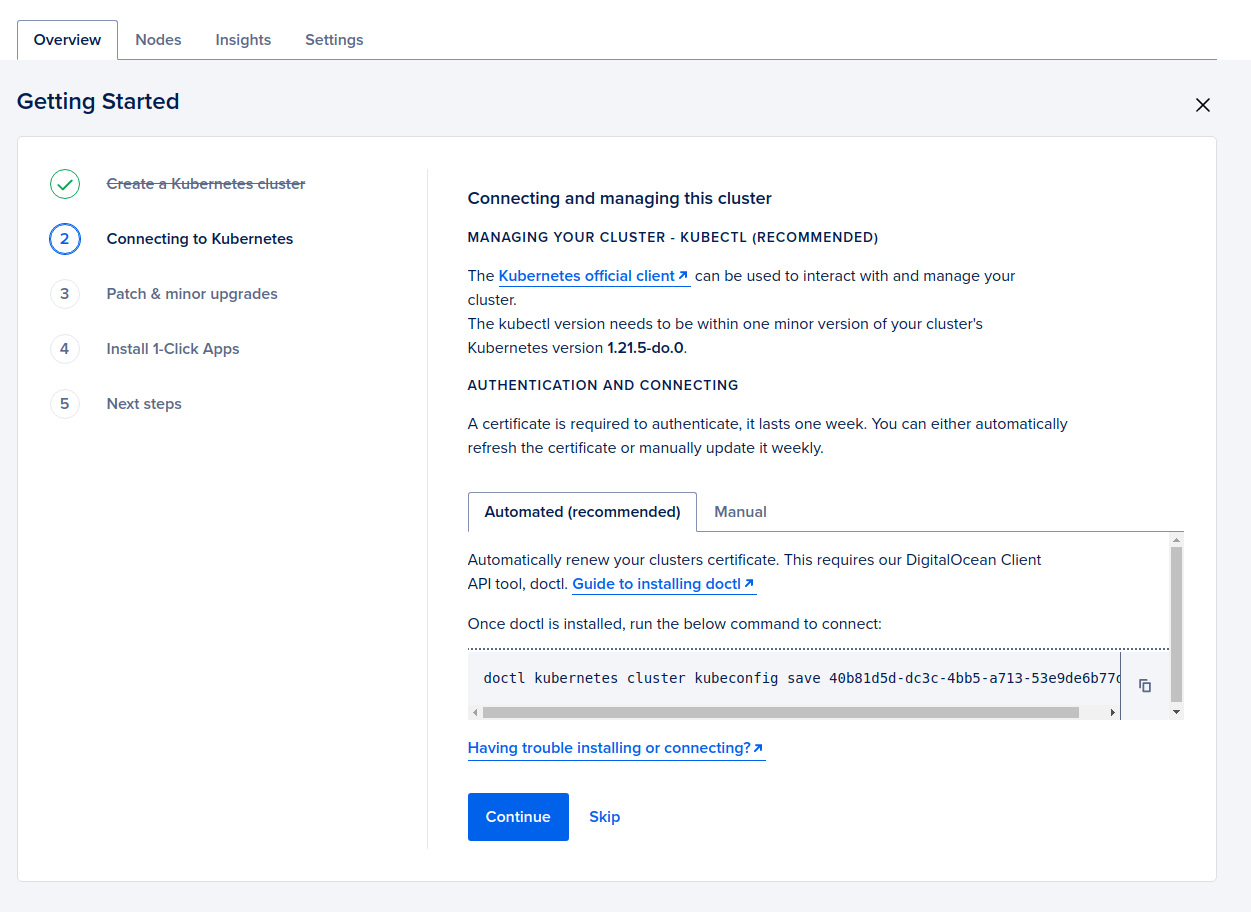 Overview Nodes Insights Settings
Getting Started
Create a Kubernetes cluster
2 Connecting to Kubernetes
3 Patch & minor upgrades
4 Install 1-Click Apps
5 Next steps
Connecting and managing this cluster
MANAGING YOUR CLUSTER - KUBECTL (RECOMMENDED)
The Kubernetes official client can be used to interact with and manage your
cluster.
The kubectl version needs to be within one minor version of your cluster's
Kubernetes version 1.21.5-do.0.
AUTHENTICATION AND CONNECTING
A certificate is required to authenticate, it lasts one week. You can either automatically
refresh the certificate or manually update it weekly.
Automated (recommended) Manual
Automatically renew your clusters certificate. This requires our DigitalOcean Client
API tool, doctl. Guide to installing doctl
Once doctl is installed, run the below command to connect:
doctl kubernetes cluster kubeconfig save 40b81d5d-dc3c-4bb5-a713-53e9de6b77
Having trouble installing or connecting?
Continue Skip